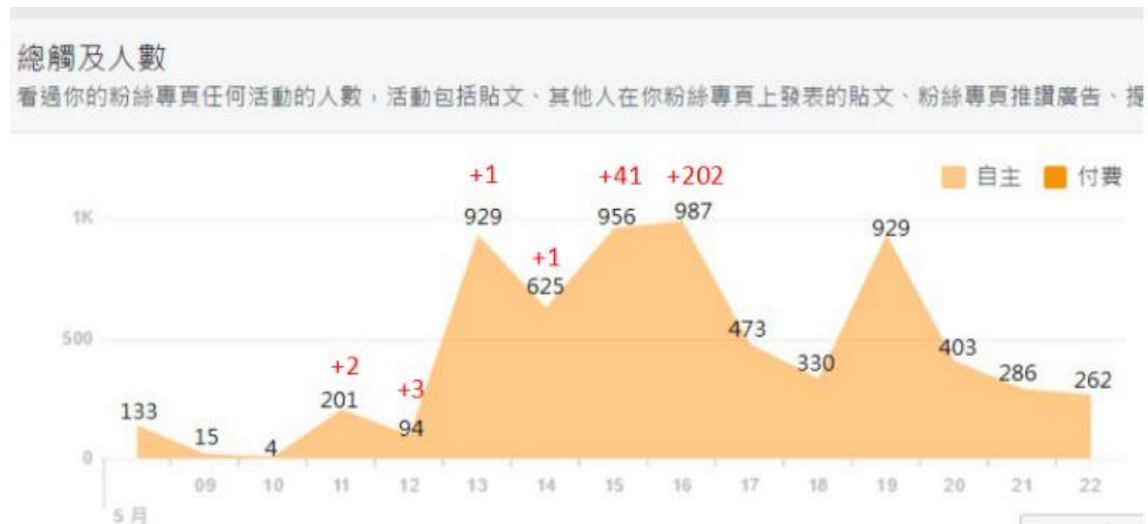 總觸及人數
看過你的粉絲專頁任何活動的人數，活動包括貼文、其他人在你粉絲專頁上發表的貼文、粉絲專頁推讚廣告、提
+1 +41 +202 自主 付費
1K 929 956 987 929
+1
625
500 473
+2 330 403
+3 286 262
201
133 94
15 4
0
09 10 11 12 13 14 15 16 17 18 19 20 21 22
5 月